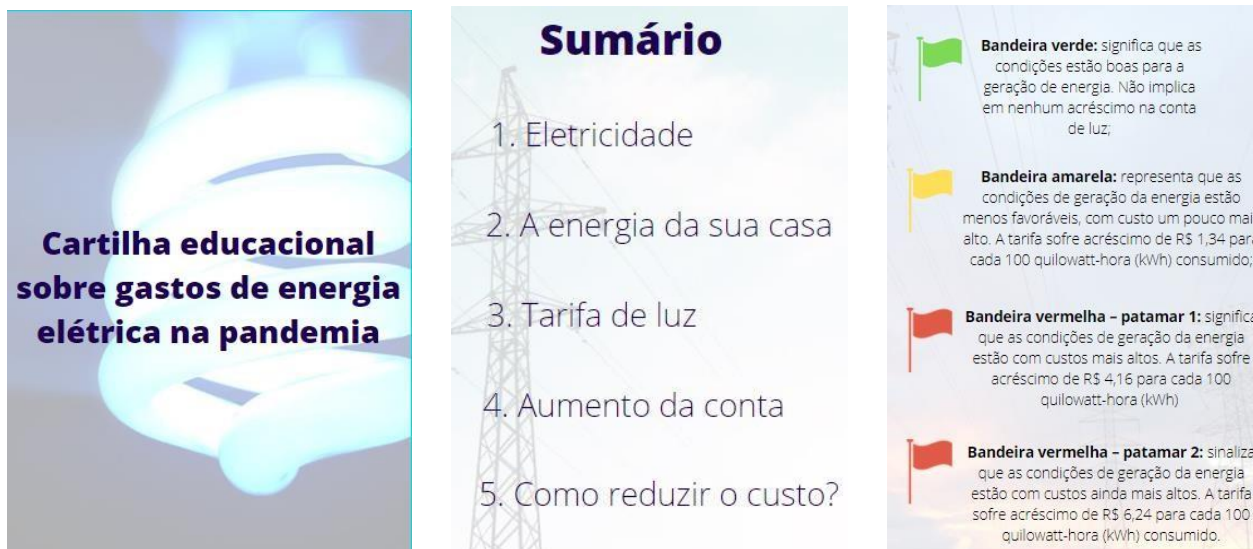 Cartilha educacional
sobre gastos de energia
elétrica na pandemia
Sumário
1. Eletricidade
2. A energia da sua casa
3. Tarifa de luz
4. Aumento da conta
5. Como reduzir o custo?
Bandeira verde: significa que as
condições estão boas para a
geração de energia. Não implica
em nenhum acréscimo na conta
de luz;
Bandeira amarela: representa que as
condições de geração da energia estão
menos favoráveis, com custo um pouco mai
alto. A tarifa sofre acréscimo de R$ 1,34 para
cada 100 quilowatt-hora (kWh) consumido;
Bandeira vermelha – patamar 1: significa
que as condições de geração da energia
estão com custos mais altos. A tarifa sofre
acréscimo de R$ 4,16 para cada 100
quilowatt-hora (kWh)
Bandeira vermelha – patamar 2: sinaliza
que as condições de geração da energia
estão com custos ainda mais altos. A tarifa
sofre acréscimo de R$ 6,24 para cada 100
quilowatt-hora (kWh) consumido.